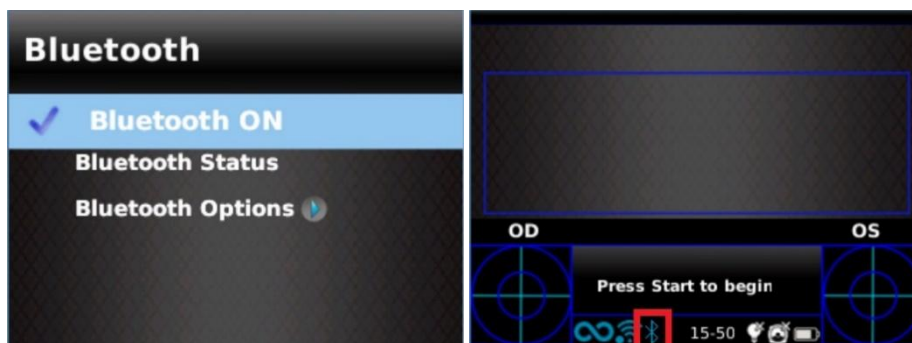 Bluetooth
Bluetooth ON
Bluetooth Status
Bluetooth Options
OD
OS
Press Start to begin
15-50